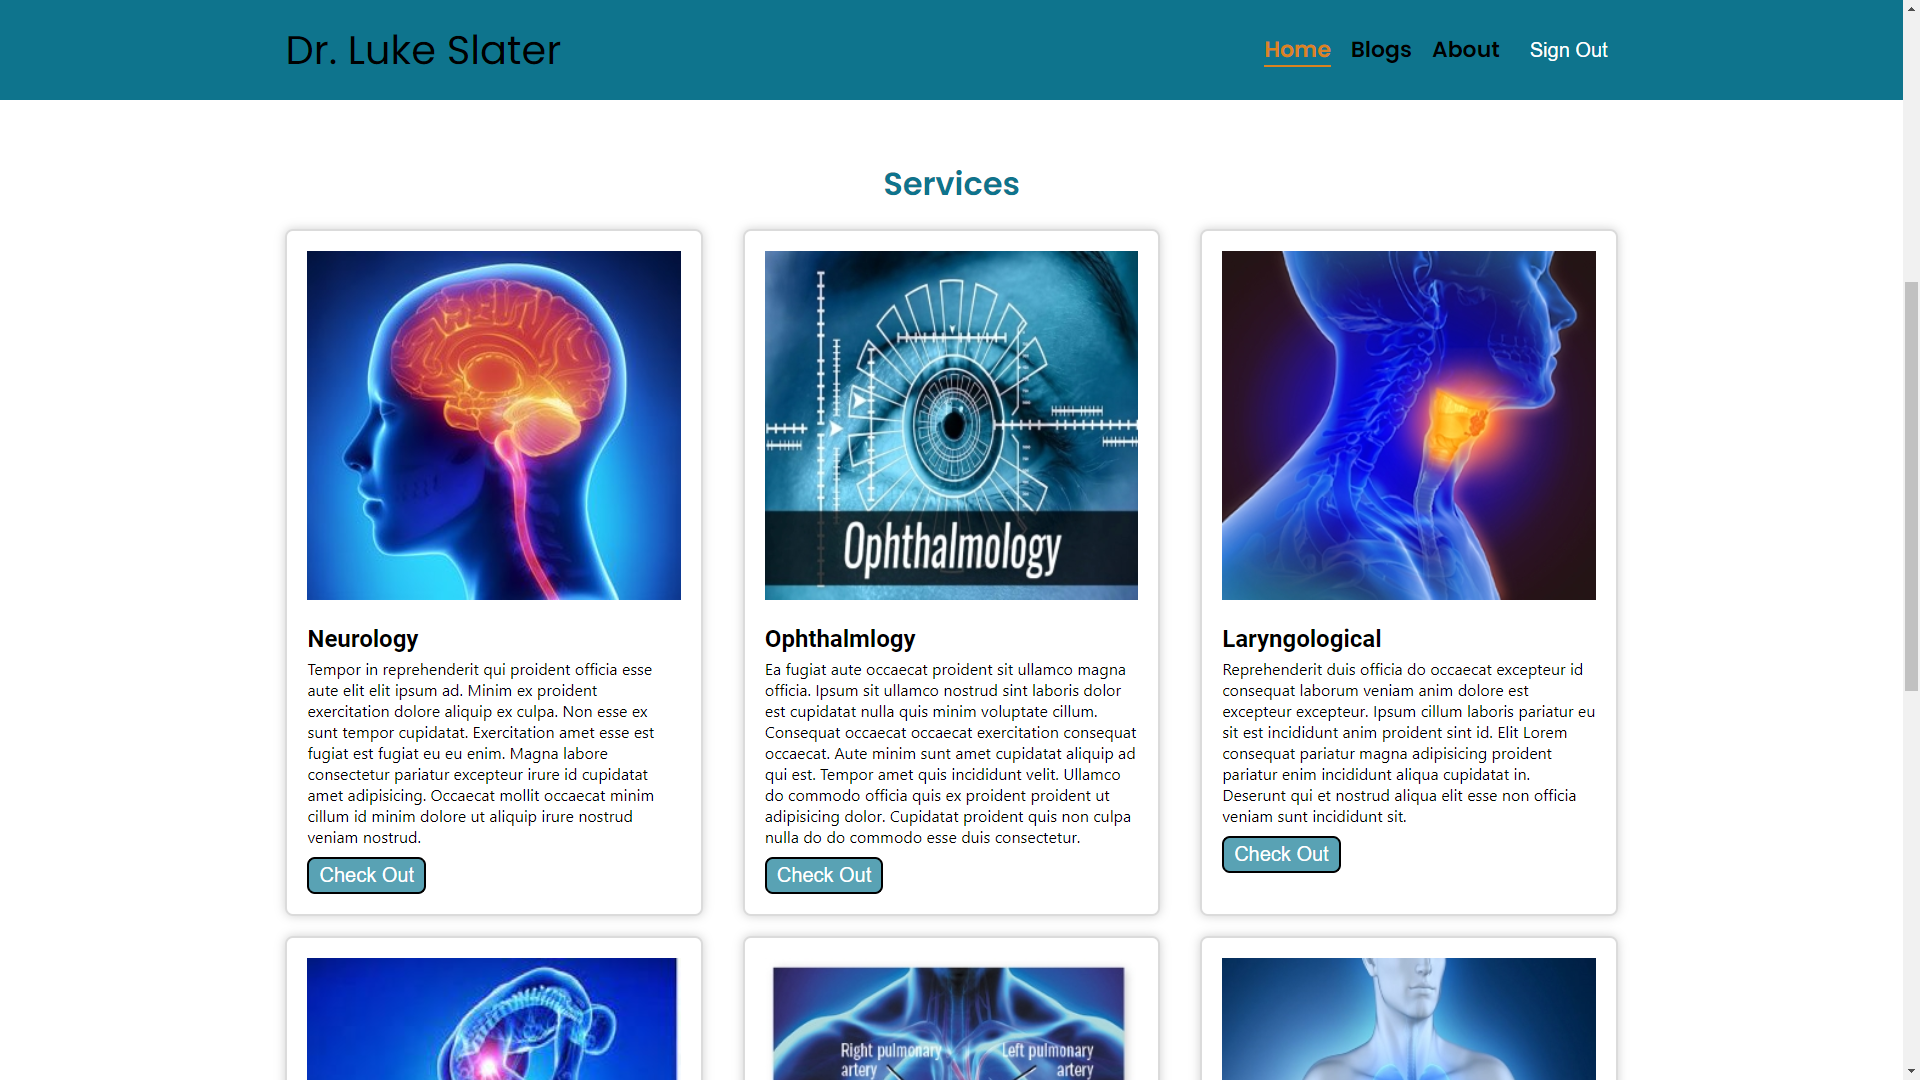 Dr. Luke Slater
Home Blogs About Sign Out
Services
Ophthalmology
Neurology
Tempor in reprehenderit qui proident officia esse
aute elit elit ipsum ad. Minim ex proident
exercitation dolore aliquip ex culpa. Non esse ex
sunt tempor cupidatat. Exercitation amet esse est
fugiat est fugiat eu eu enim. Magna labore
consectetur pariatur excepteur irure id cupidatat
amet adipisicing. Occaecat mollit occaecat minim
cillum id minim dolore ut aliquip irure nostrud
veniam nostrud.
Check Out
Ophthalmlogy
Ea fugiat aute occaecat proident sit ullamco magna
officia. Ipsum sit ullamco nostrud sint laboris dolor
est cupidatat nulla quis minim voluptate cillum.
Consequat occaecat occaecat exercitation consequat
occaecat. Aute minim sunt amet cupidatat aliquip ad
qui est. Tempor amet quis incididunt velit. Ullamco
do commodo officia quis ex proident proident ut
adipisicing dolor. Cupidatat proident quis non culpa
nulla do do commodo esse duis consectetur.
Check Out
Laryngological
Reprehenderit duis officia do occaecat excepteur id
consequat laborum veniam anim dolore est
excepteur excepteur. Ipsum cillum laboris pariatur eu
sit est incididunt anim proident sint id. Elit Lorem
consequat pariatur magna adipisicing proident
pariatur enim incididunt aliqua cupidatat in.
Deserunt qui et nostrud aliqua elit esse non officia
veniam sunt incididunt sit.
Check Out
Right pulmonary
artery
Left pulmonary
artery